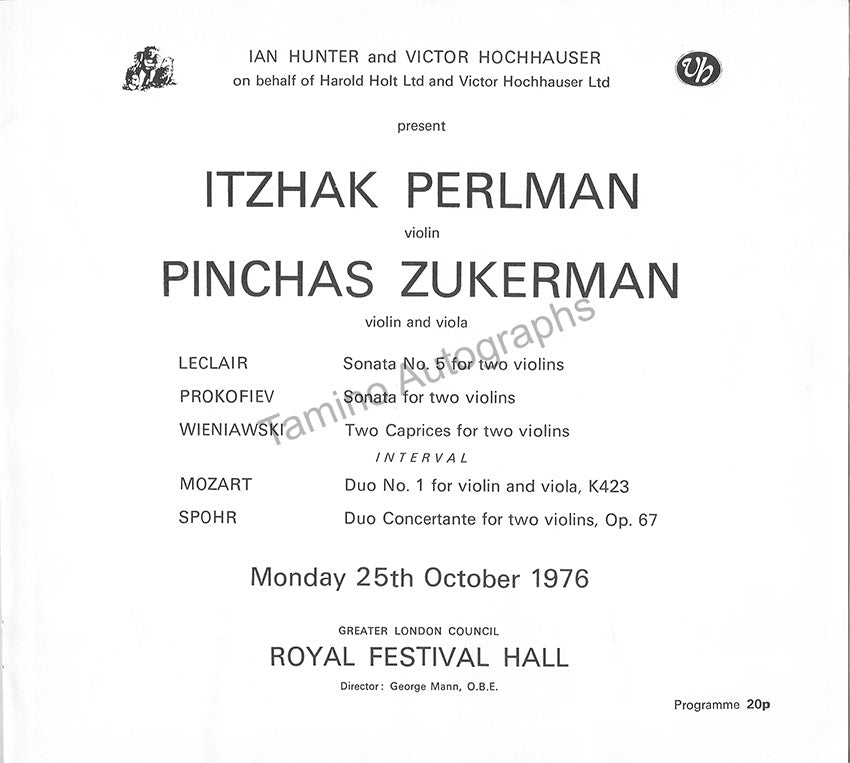 IAN HUNTER and VICTOR HOCHHAUSER
on behalf of Harold Holt Ltd and Victor Hochhauser Ltd
vh
present
ITZHAK PERLMAN
violin
PINCHAS ZUKERMAN
violin and viola
LECLAIR Sonata No. 5 for two violins
PROKOFIEV Sonata for two violins
WIENIAWSKI Two Caprices for two violins
INTERVAL
MOZART Duo No. 1 for violin and viola, K423
SPOHR Duo Concertante for two violins, Op. 67
Monday 25th October 1976
GREATER LONDON COUNCIL
ROYAL FESTIVAL HALL
Director: George Mann, O.B.E.
Programme 20p
Tamino Autographs